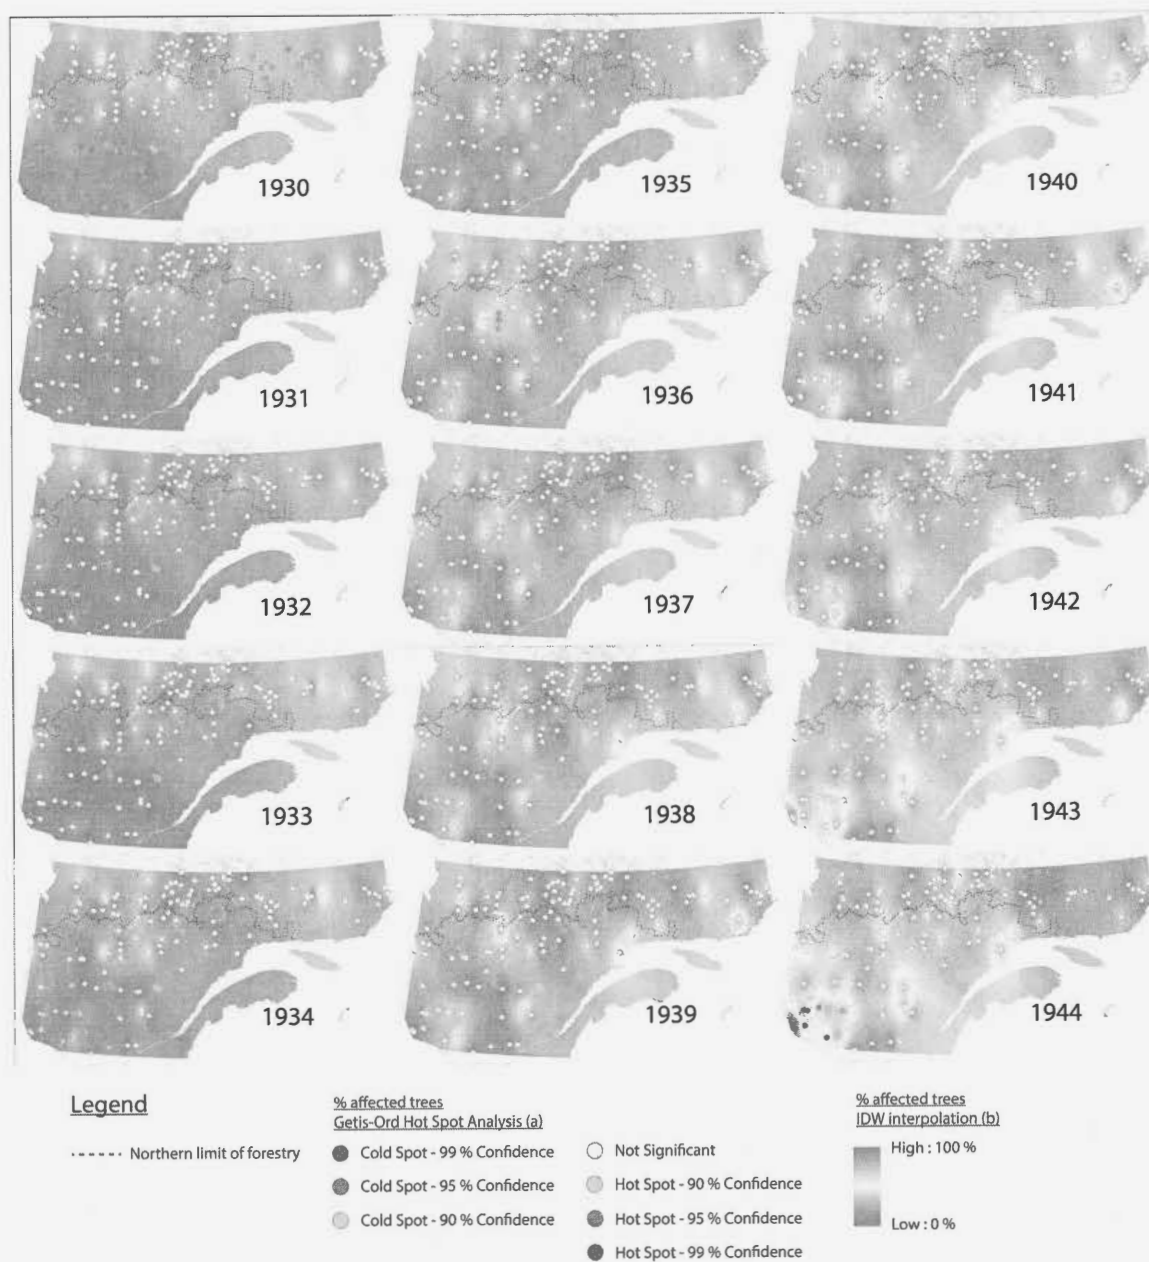 1930
1935
1940
1931
1936
1941
1932
1937
1942
1933
1938
1943
1934
1939
1944
Legend
Northern limit of forestry
% affected trees
Getis-Ord Hot Spot Analysis (a)
Cold Spot - 99 % Confidence
Cold Spot - 95 % Confidence
Cold Spot - 90 % Confidence
Not Significant
Hot Spot - 90 % Confidence
Hot Spot - 95 % Confidence
Hot Spot - 99 % Confidence
% affected trees
IDW interpolation (b)
High : 100 %
Low : 0 %